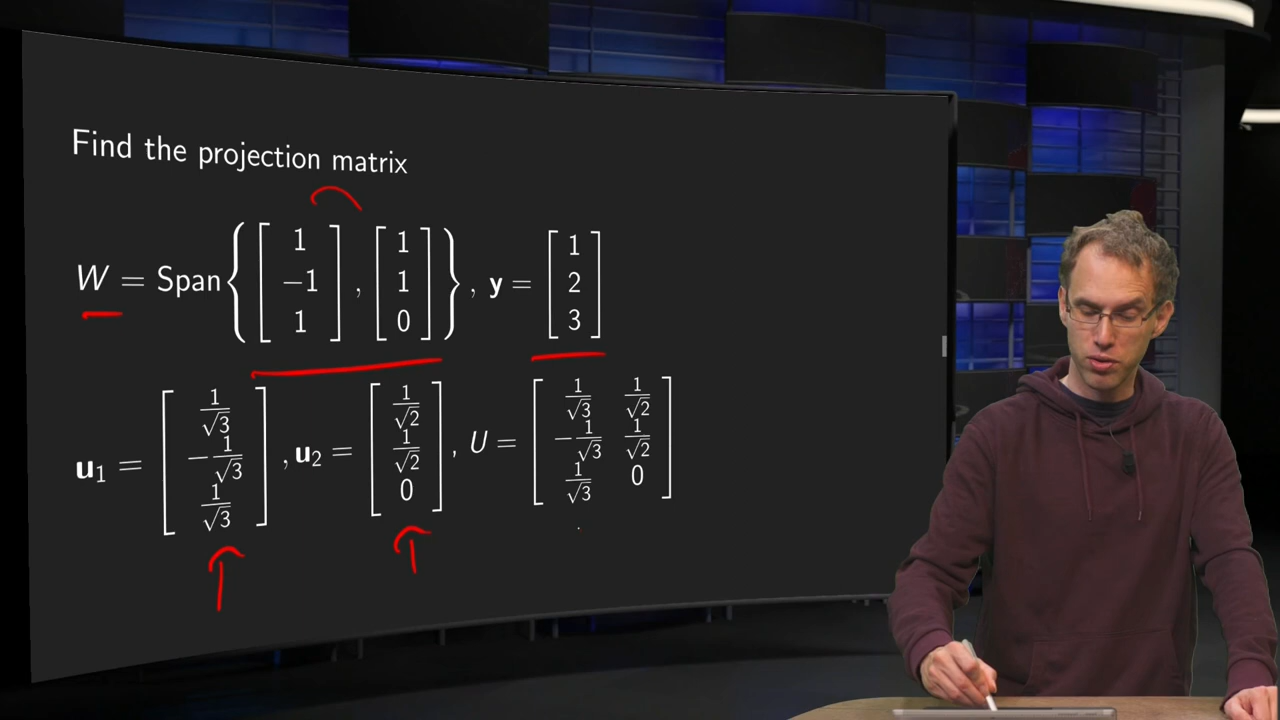 Find the projection matrix
W = Span{ [ 1 -1 1 ] , [ 1 1 0 ] } , y = [ 1 2 3 ]
u₁ = [ 1/√3 -1/√3 1/√3 ] , u₂ = [ 1/√2 1/√2 0 ] , U = [ 1/√3 1/√2 -1/√3 1/√2 1/√3 0 ]